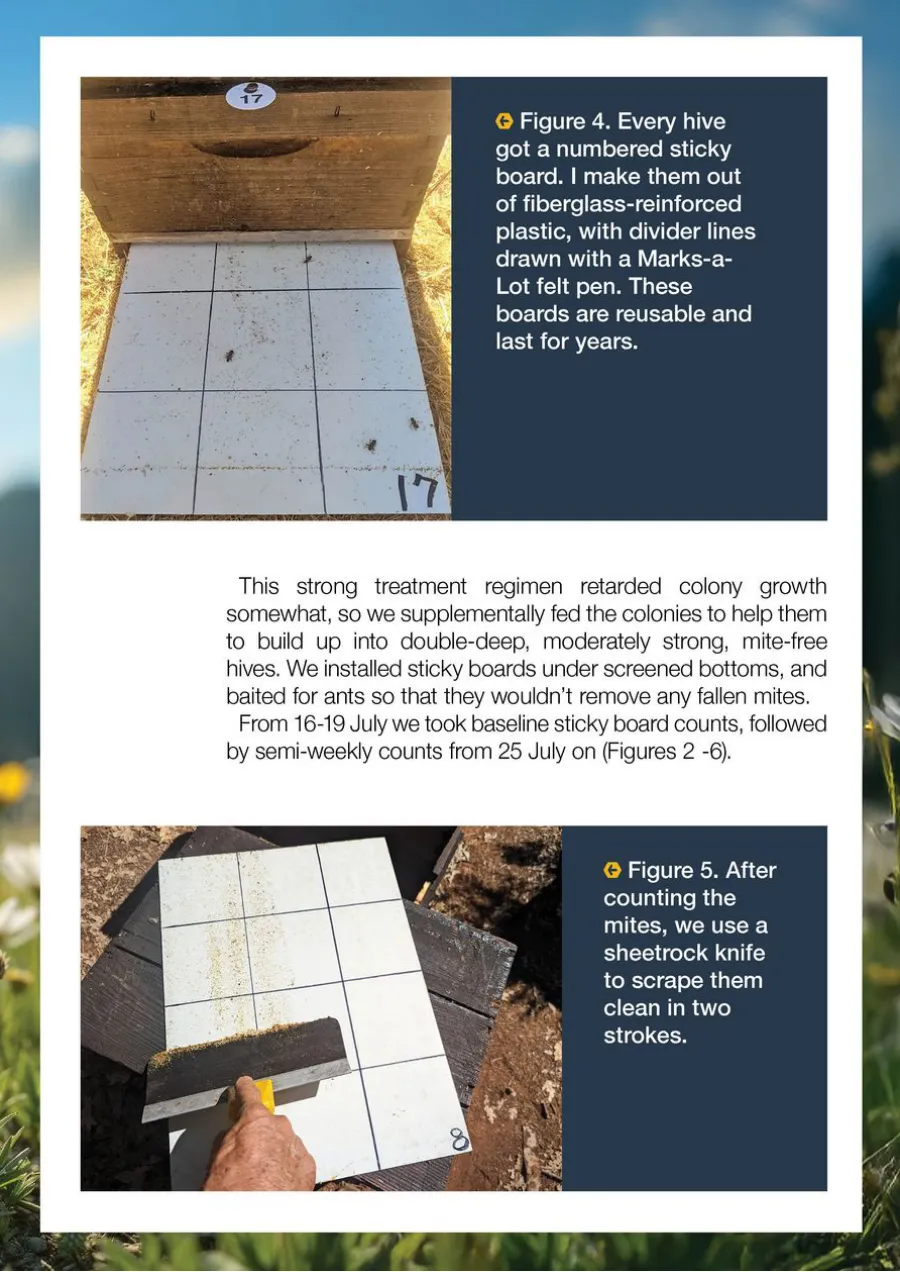 17
Figure 4. Every hive
got a numbered sticky
board. I make them out
of fiberglass-reinforced
plastic, with divider lines
drawn with a Marks-a-
Lot felt pen. These
boards are reusable and
last for years.
17
This strong treatment regimen retarded colony growth
somewhat, so we supplementally fed the colonies to help them
to build up into double-deep, moderately strong, mite-free
hives. We installed sticky boards under screened bottoms, and
baited for ants so that they wouldn’t remove any fallen mites.
From 16-19 July we took baseline sticky board counts, followed
by semi-weekly counts from 25 July on (Figures 2 -6).
Figure 5. After
counting the
mites, we use a
sheetrock knife
to scrape them
clean in two
strokes.
8